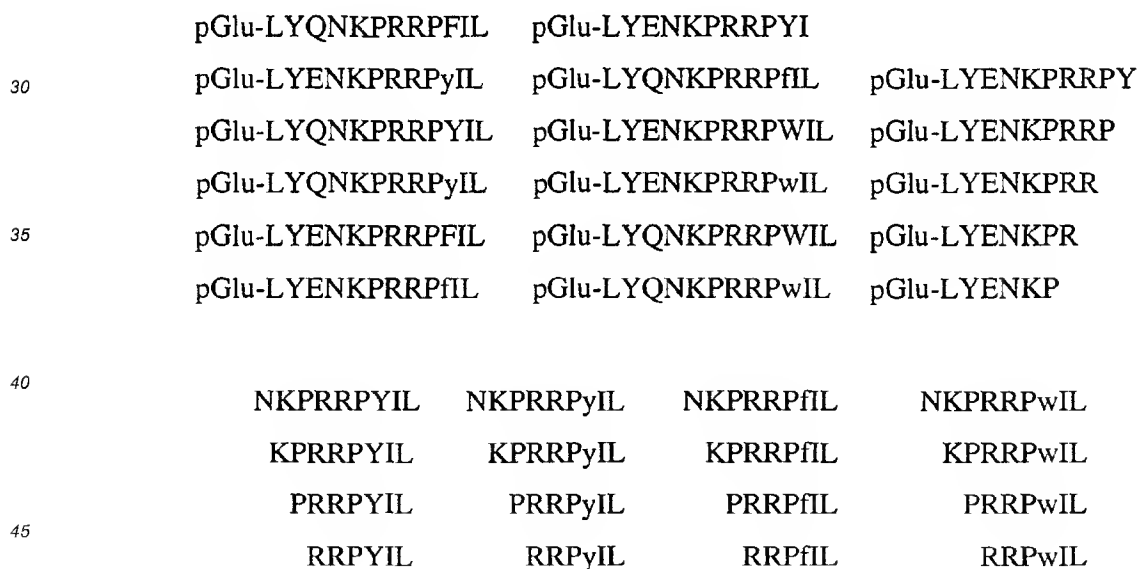 pGlu-LYQNKPRRPFIL pGlu-LYENKPRRPYI
30 pGlu-LYENKPRRPyIL pGlu-LYQNKPRRPfIL pGlu-LYENKPRRPY
pGlu-LYQNKPRRPYIL pGlu-LYENKPRRPWIL pGlu-LYENKPRRP
pGlu-LYQNKPRRPyIL pGlu-LYENKPRRPwIL pGlu-LYENKPRR
35 pGlu-LYENKPRRPFIL pGlu-LYQNKPRRPWIL pGlu-LYENKPR
pGlu-LYENKPRRPfIL pGlu-LYQNKPRRPwIL pGlu-LYENKP
40 NKPRRPYIL NKPRRPyIL NKPRRPfIL NKPRRPwIL
KPRRPYIL KPRRPyIL KPRRPfIL KPRRPwIL
PRRPYIL PRRPyIL PRRPfIL PRRPwIL
45 RRPYIL RRPyIL RRPfIL RRPwIL